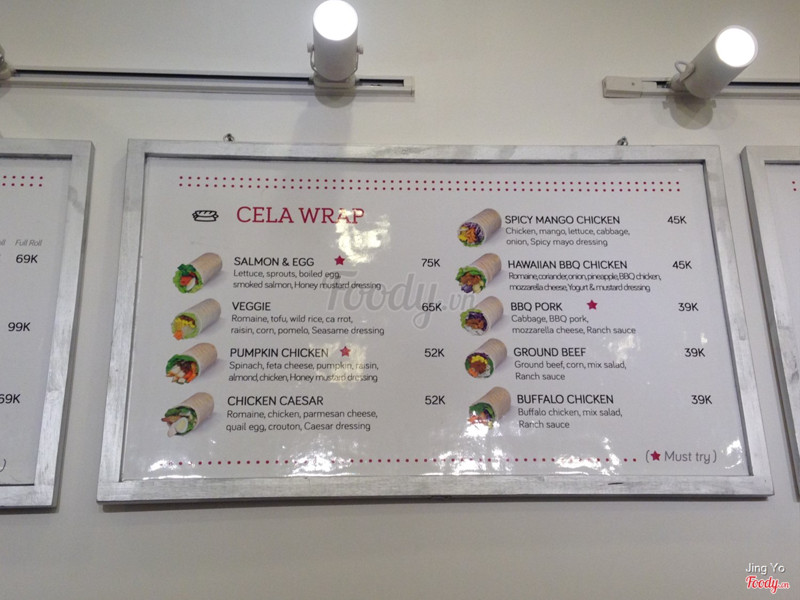 CELA WRAP
SALMON & EGG 75K
Lettuce, sprouts, boiled egg,
smoked salmon, Honey mustard dressing
VEGGIE 65K
Romaine, tofu, wild rice, ca rrot,
raisin, corn, pomelo, Seasame dressing
PUMPKIN CHICKEN 52K
Spinach, feta cheese, pumpkin, raisin,
almond, chicken, Honey mustard dressing
CHICKEN CAESAR 52K
Romaine, chicken, parmesan cheese,
quail egg, crouton, Caesar dressing
SPICY MANGO CHICKEN 45K
Chicken, mango, lettuce, cabbage,
onion, Spicy mayo dressing
HAWAIIAN BBQ CHICKEN 45K
Romaine, coriander, onion, pineapple, BBQ chicken,
mozzarella cheese, Yogurt & mustard dressing
BBQ PORK 39K
Cabbage, BBQ pork,
mozzarella cheese, Ranch sauce
GROUND BEEF 39K
Ground beef, corn, mix salad,
Ranch sauce
BUFFALO CHICKEN 39K
Buffalo chicken, mix salad,
Ranch sauce
(★ Must try)
Full Roll
69K
99K
Foody.vn
Jing Yo
Foody.vn